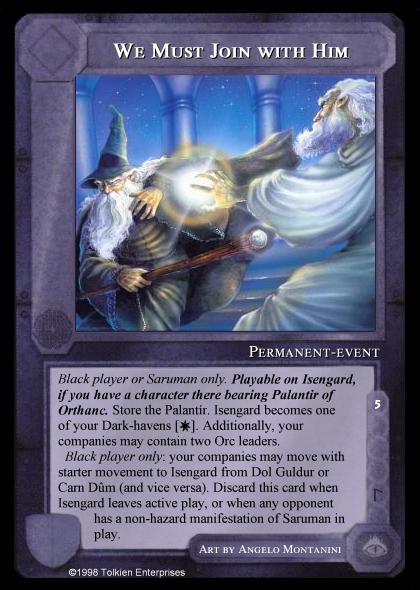 We Must Join with Him
Permanent-event
Black player or Saruman only. Playable on Isengard,
if you have a character there bearing Palantir of
Orthanc. Store the Palantir. Isengard becomes one
of your Dark-havens [✷]. Additionally, your
companies may contain two Orc leaders.
Black player only: your companies may move with
starter movement to Isengard from Dol Guldur or
Carn Dûm (and vice versa). Discard this card when
Isengard leaves active play, or when any opponent
has a non-hazard manifestation of Saruman in
play.
5
Art by Angelo Montanini
©1998 Tolkien Enterprises